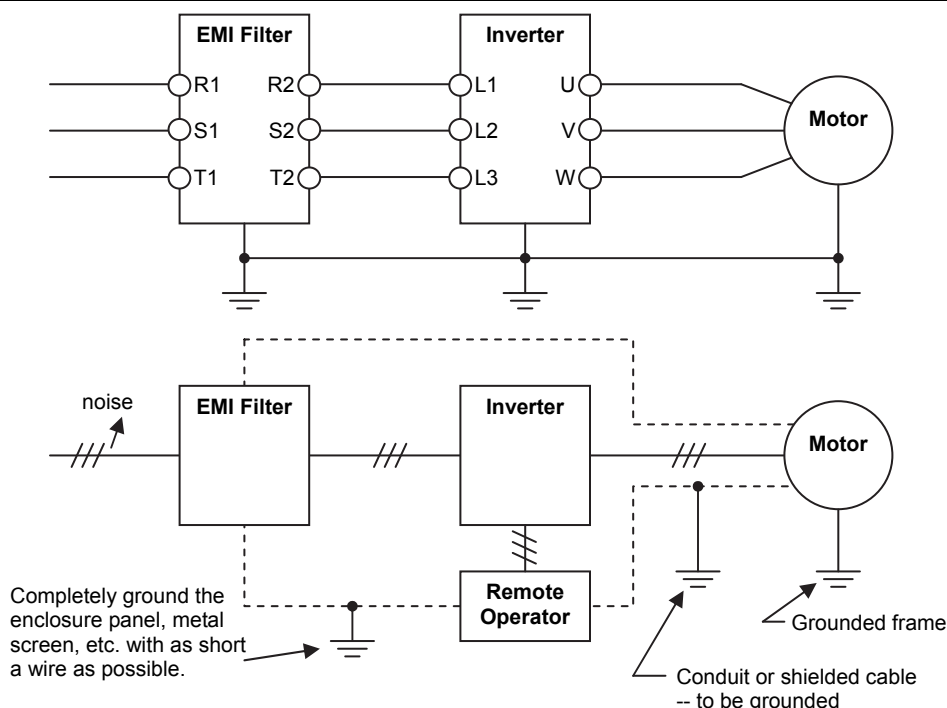 EMI Filter
Inverter
R1
R2
L1
U
S1
S2
L2
V
Motor
T1
T2
L3
W
noise
EMI Filter
Inverter
Motor
Remote
Operator
Completely ground the
enclosure panel, metal
screen, etc. with as short
a wire as possible.
Grounded frame
Conduit or shielded cable
-- to be grounded